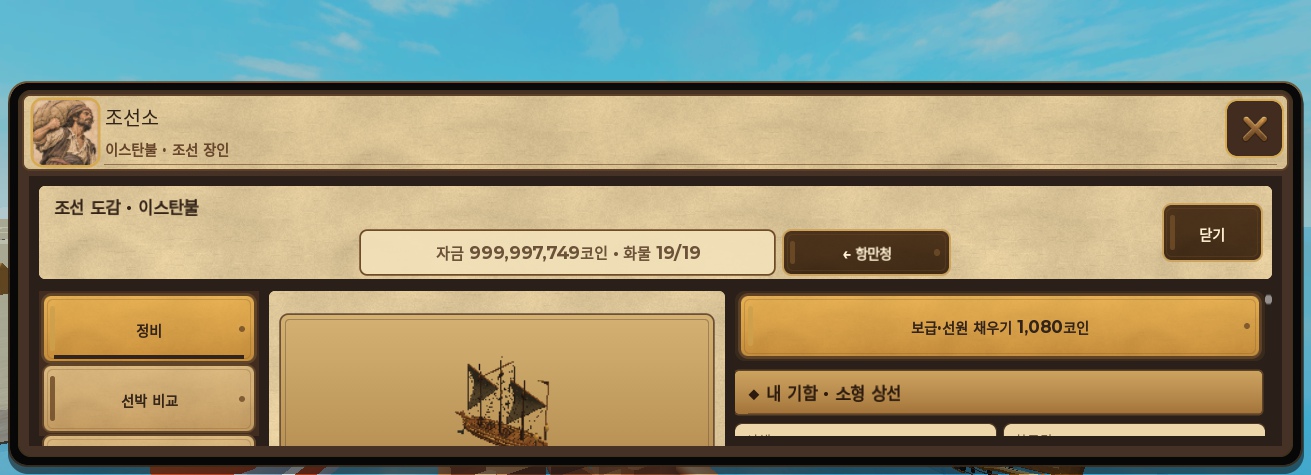 조선소
이스탄불 • 조선 장인
조선 도감 • 이스탄불
자금 999,997,749코인 • 화물 19/19
← 항만청
닫기
정비
선박 비교
보급·선원 채우기 1,080코인
◆ 내 기함 • 소형 상선